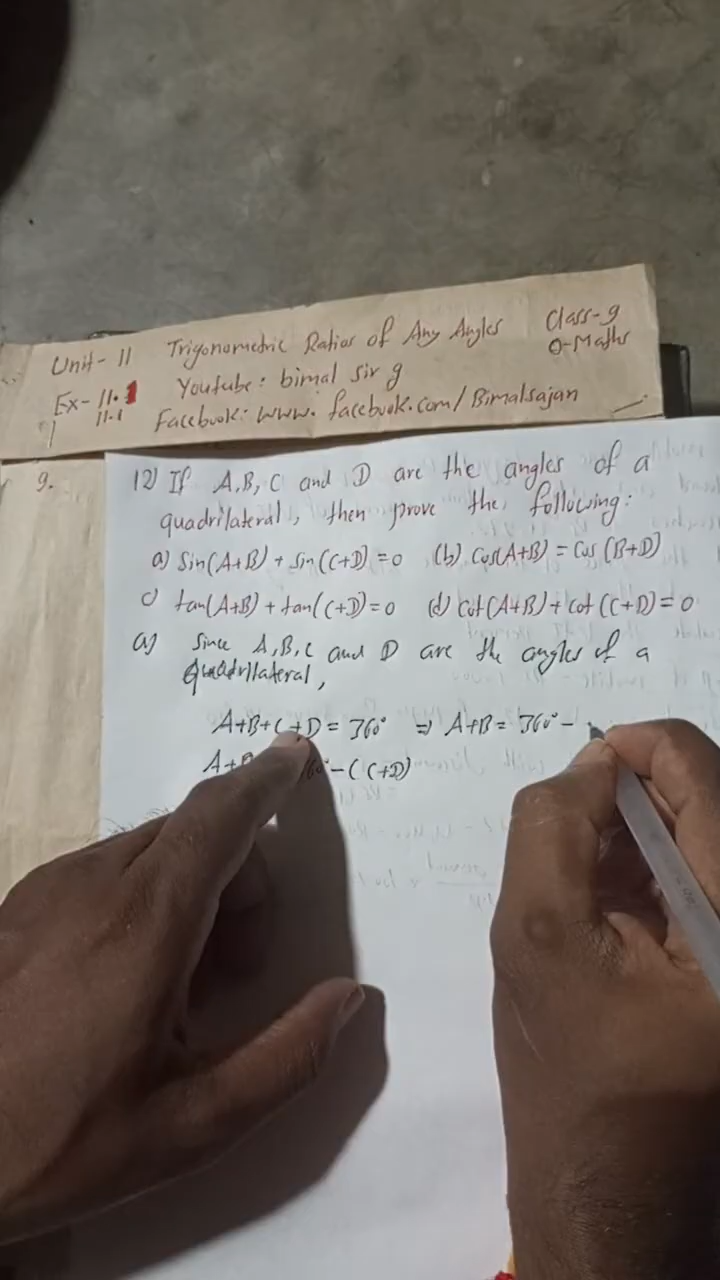 Unit-11 Trigonometric Ratios of Any Angles Class-9
Ex-11.1 Youtube: bimal sir g O-Maths
11.1 Facebook: www.facebook.com/Bimalsajan
9. 12) If A,B, C and D are the angles of a
quadrilateral, then prove the following:
a) Sin(A+B) + sin(C+D) = 0 (b) Cos(A+B) = Cos (B+D)
c) tan(A+B) + tan(C+D) = 0 (d) Cot(A+B) + Cot (C+D) = 0
a) Since A,B,C and D are the angles of a
Quadrilateral,
A+B+C+D = 360° ⇒ A+B = 360° -
A+ - (C+D)